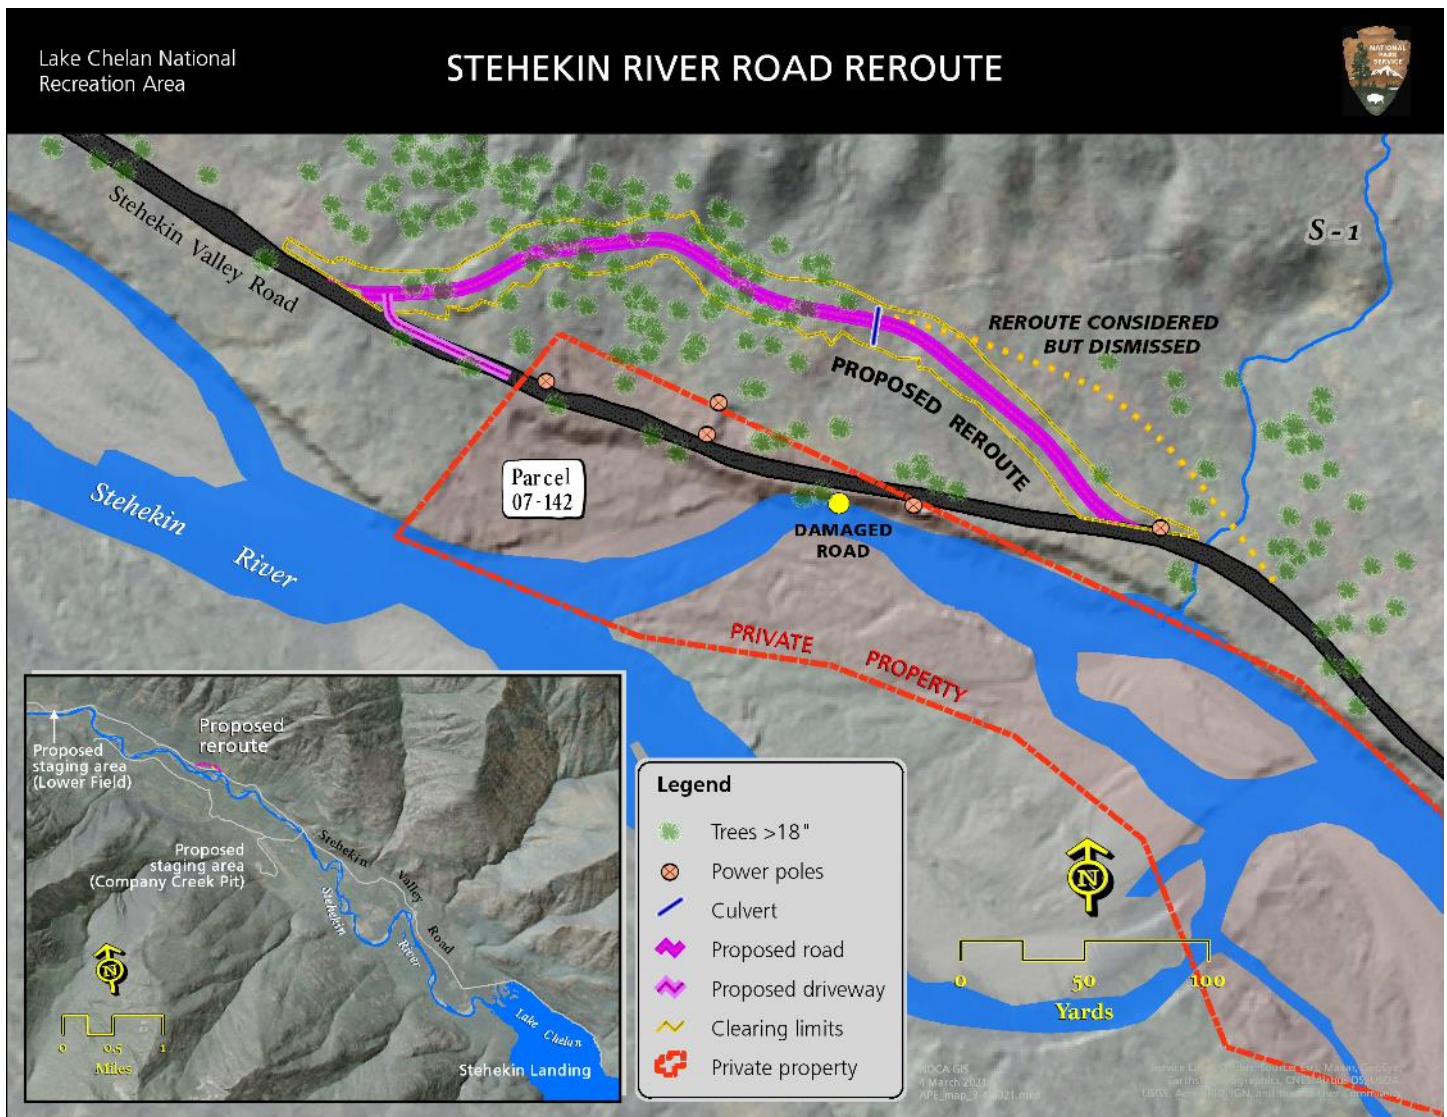 Lake Chelan National
Recreation Area
STEHEKIN RIVER ROAD REROUTE
NATIONAL
PARK
SERVICE
Stehekin Valley Road
S-1
REROUTE CONSIDERED
BUT DISMISSED
PROPOSED REROUTE
Parcel
07-142
Stehekin
River
DAMAGED
ROAD
PRIVATE PROPERTY
Proposed
reroute
Proposed
staging area
(Lower Field)
Proposed
staging area
(Company Creek Pit)
Stehekin
Valley
Road
Stehekin
River
Lake Chelan
Stehekin Landing
N
0 0.5 1
Miles
Legend
Trees >18"
Power poles
Culvert
Proposed road
Proposed driveway
Clearing limits
Private property
N
0 50 100
Yards
NOCA GIS
4 March 2021